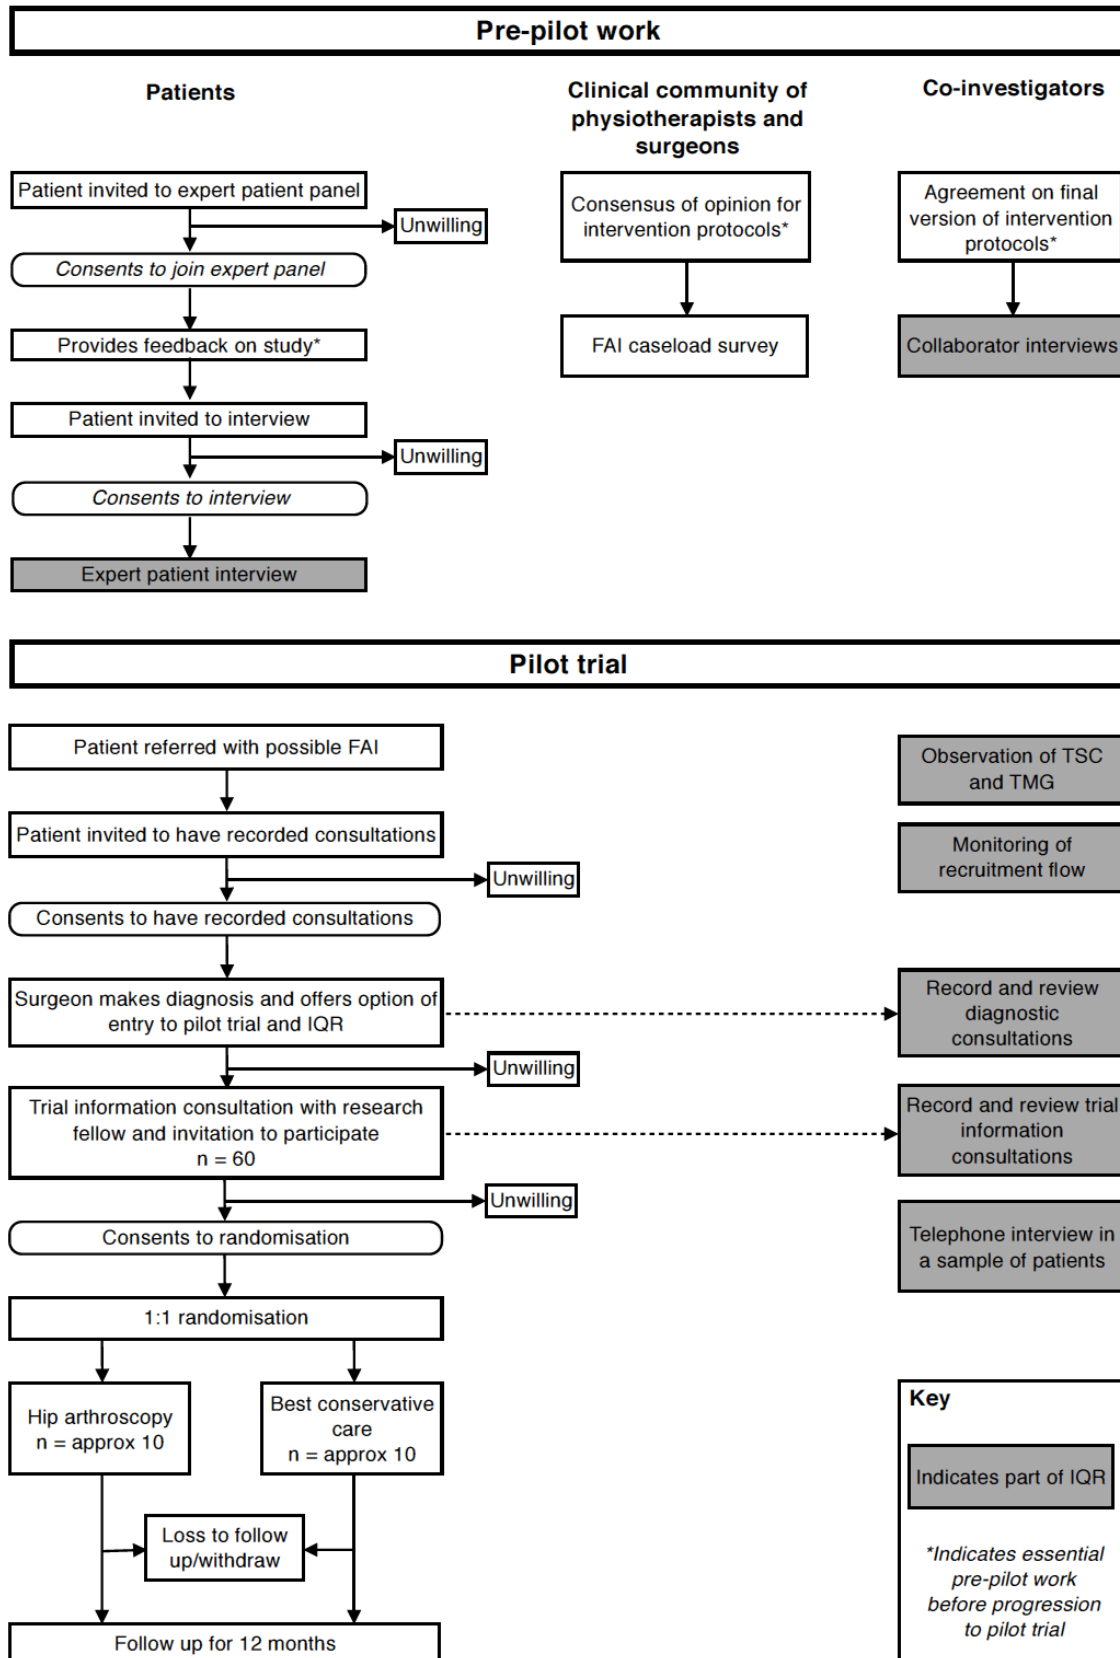 Pre-pilot work
Patients
Clinical community of
physiotherapists and
surgeons
Co-investigators
Patient invited to expert patient panel
Unwilling
Consents to join expert panel
Provides feedback on study*
Patient invited to interview
Unwilling
Consents to interview
Expert patient interview
Consensus of opinion for
intervention protocols*
FAI caseload survey
Agreement on final
version of intervention
protocols*
Collaborator interviews
Pilot trial
Patient referred with possible FAI
Patient invited to have recorded consultations
Unwilling
Consents to have recorded consultations
Surgeon makes diagnosis and offers option of
entry to pilot trial and IQR
Unwilling
Trial information consultation with research
fellow and invitation to participate
n = 60
Unwilling
Consents to randomisation
1:1 randomisation
Hip arthroscopy
n = approx 10
Best conservative
care
n = approx 10
Loss to follow
up/withdraw
Follow up for 12 months
Observation of TSC
and TMG
Monitoring of
recruitment flow
Record and review
diagnostic
consultations
Record and review trial
information
consultations
Telephone interview in
a sample of patients
Key
Indicates part of IQR
*Indicates essential
pre-pilot work
before progression
to pilot trial